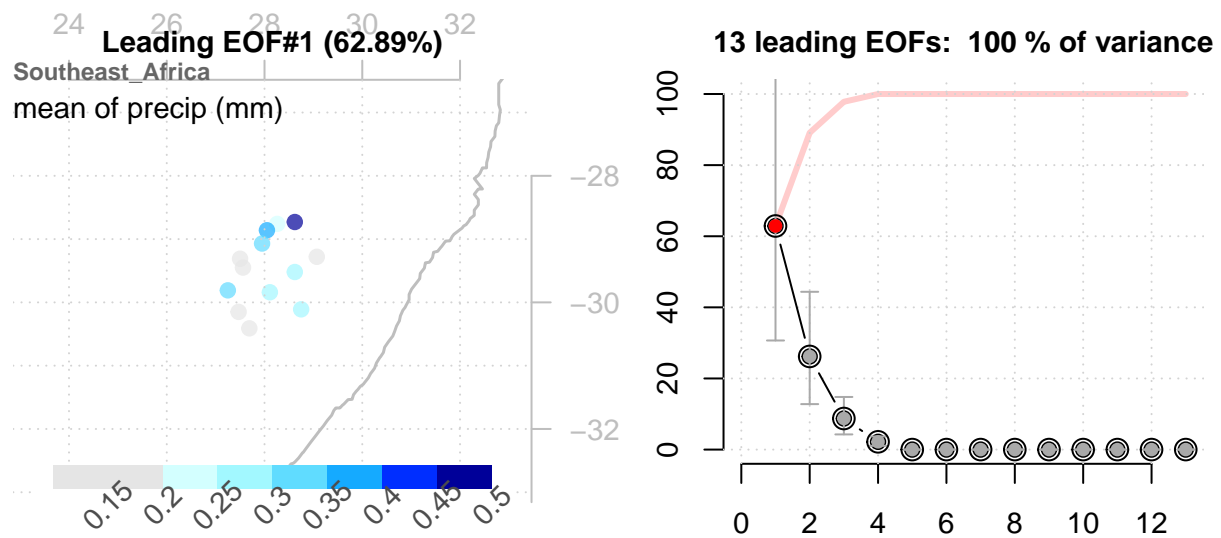 24 26 28 30 32
Leading EOF#1 (62.89%)
Southeast_Africa
mean of precip (mm)
−28
−30
−32
0.15 0.2 0.25 0.3 0.35 0.4 0.45 0.5
13 leading EOFs: 100 % of variance
100
80
60
40
20
0
0 2 4 6 8 10 12